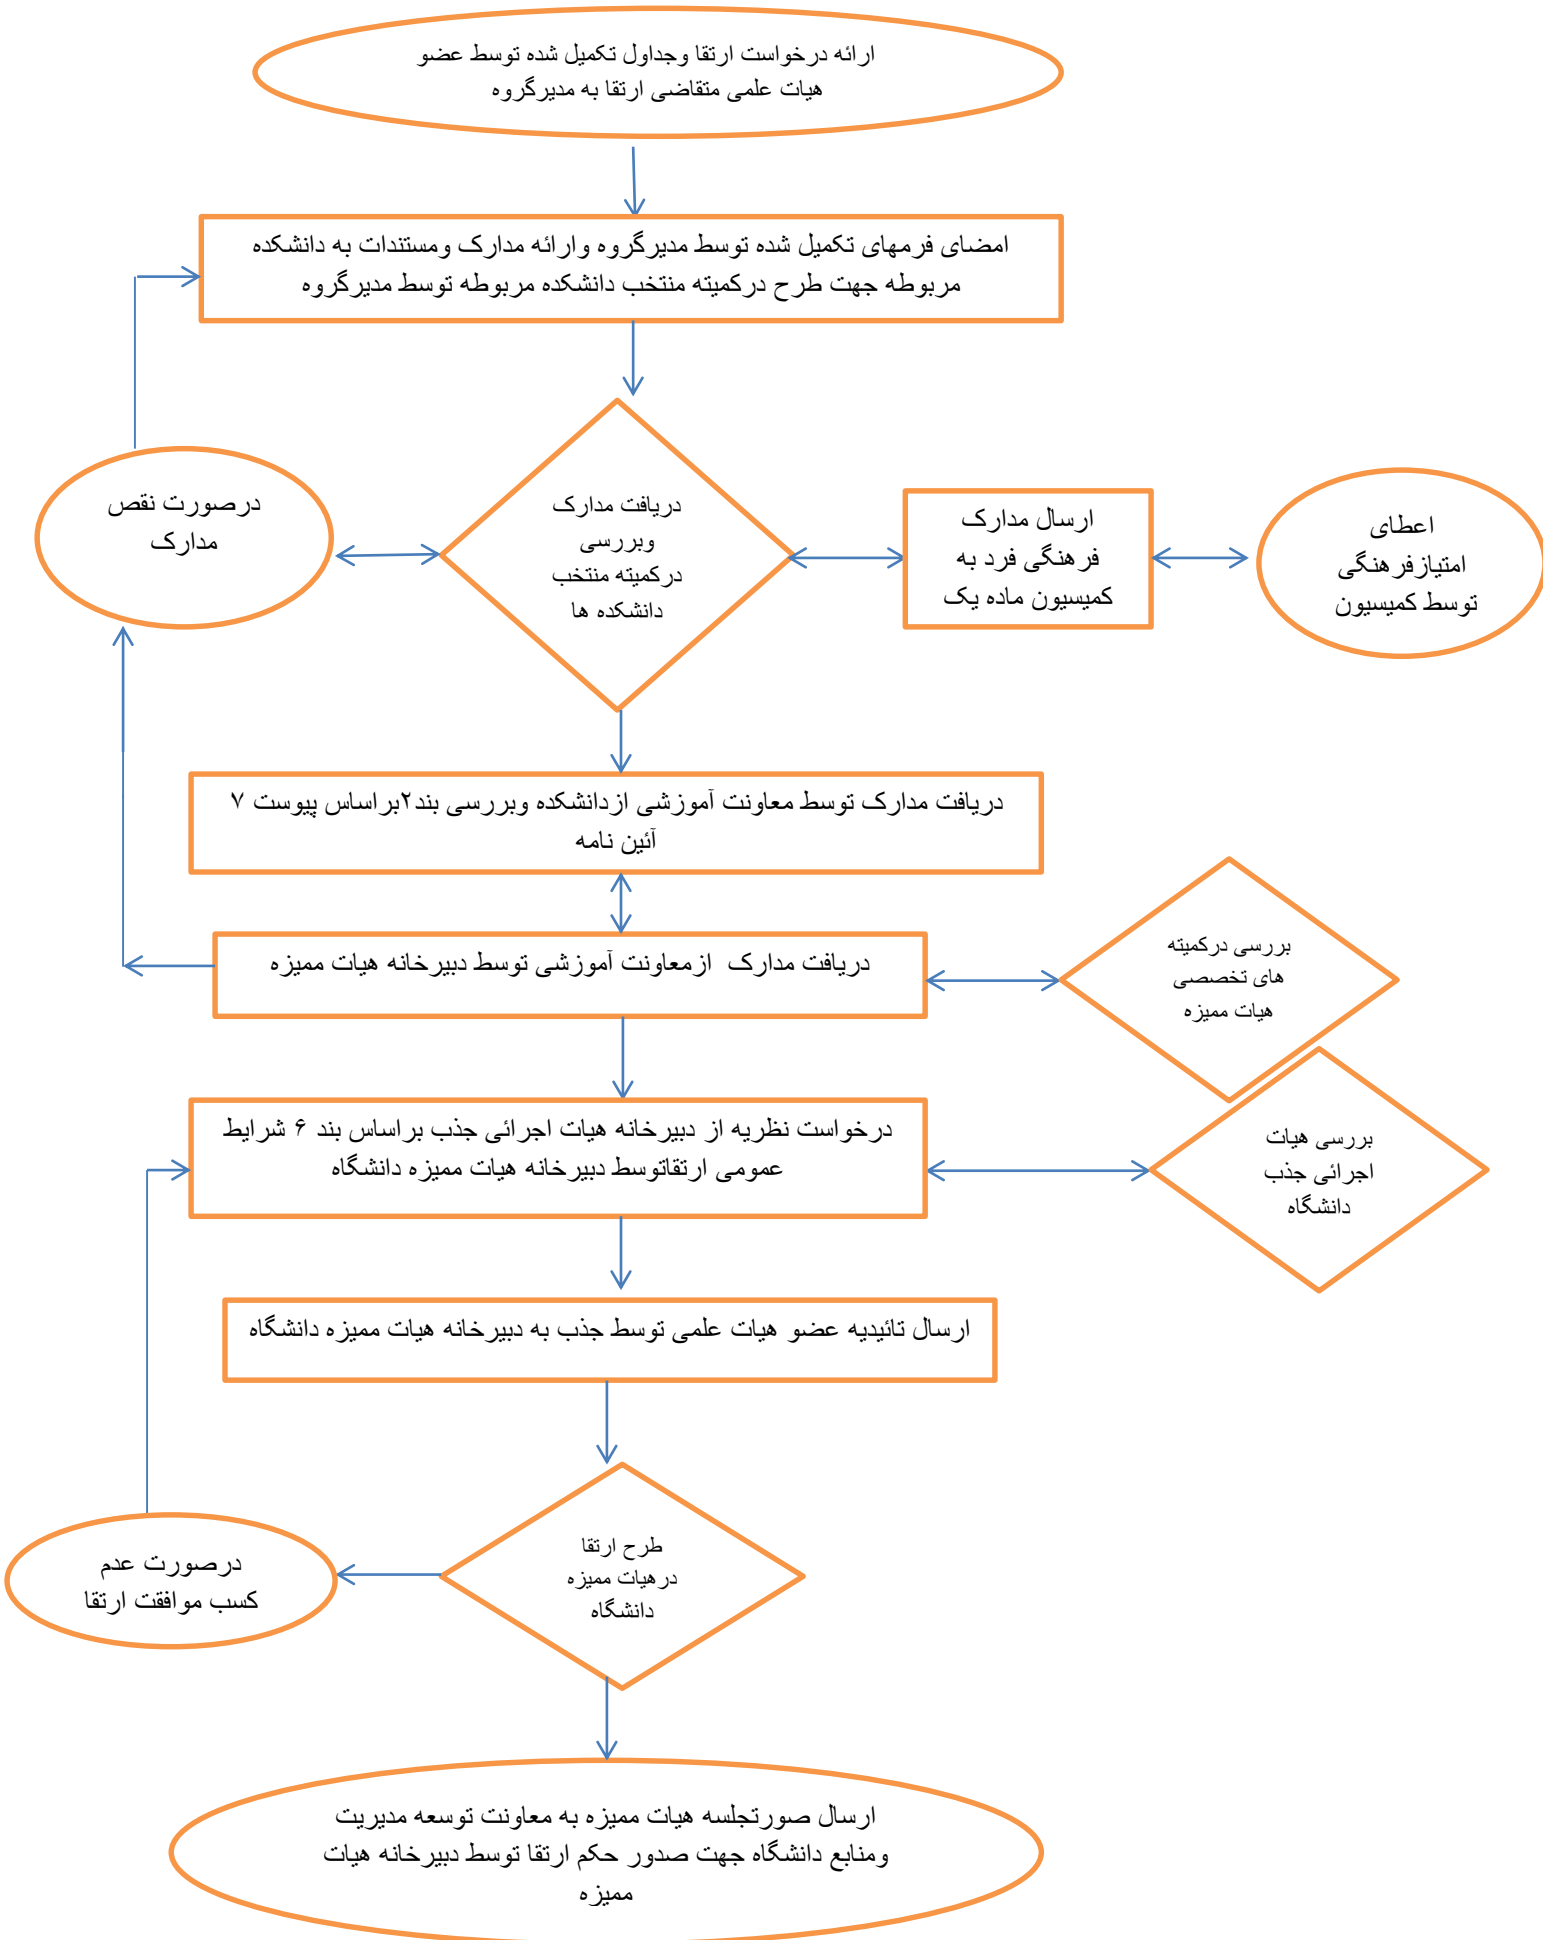 ارائه درخواست ارتقا وجداول تکمیل شده توسط عضو
هیات علمی متقاضی ارتقا به مدیرگروه
امضای فرمهای تکمیل شده توسط مدیرگروه وارائه مدارک ومستندات به دانشکده
مربوطه جهت طرح درکمیته منتخب دانشکده مربوطه توسط مدیرگروه
اعطای
امتیازفرهنگی
توسط کمیسیون
ارسال مدارک
فرهنگی فرد به
کمیسیون ماده یک
دریافت مدارک
وبررسی
درکمیته منتخب
دانشکده ها
درصورت نقص
مدارک
دریافت مدارک توسط معاونت آموزشی ازدانشکده وبررسی بند۲براساس پیوست ۷
آئین نامه
بررسی درکمیته
های تخصصی
هیات ممیزه
دریافت مدارک ازمعاونت آموزشی توسط دبیرخانه هیات ممیزه
بررسی هیات
اجرائی جذب
دانشگاه
درخواست نظریه از دبیرخانه هیات اجرائی جذب براساس بند ۶ شرایط
عمومی ارتقاتوسط دبیرخانه هیات ممیزه دانشگاه
ارسال تائیدیه عضو هیات علمی توسط جذب به دبیرخانه هیات ممیزه دانشگاه
طرح ارتقا
درهیات ممیزه
دانشگاه
درصورت عدم
کسب موافقت ارتقا
ارسال صورتجلسه هیات ممیزه به معاونت توسعه مدیریت
ومنابع دانشگاه جهت صدور حکم ارتقا توسط دبیرخانه هیات
ممیزه